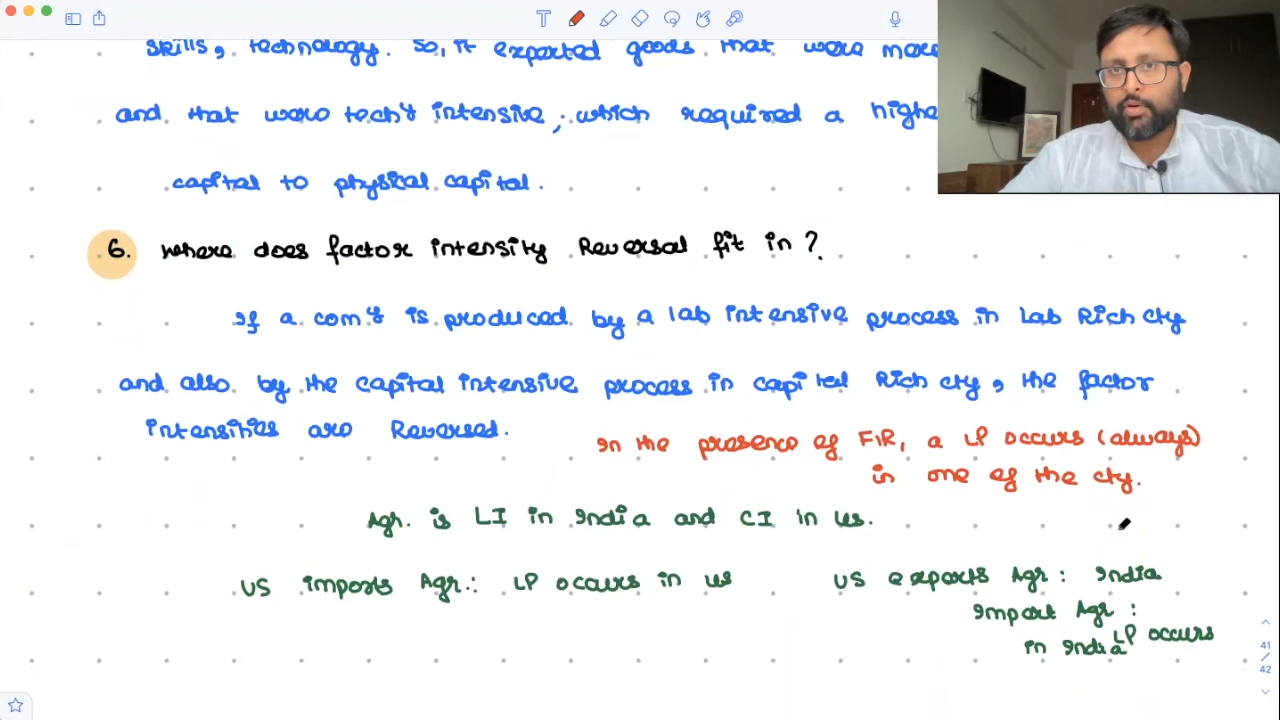 skills, technology. So, it exported goods that were more
and that were tech'y intensive, which required a highe
capital to physical capital.
6. Where does factor intensity Reversal fit in?
If a com'y is produced by a lab intensive process in Lab Rich cty
and also by the capital intensive process in capital Rich cty, the factor
intensities are Reversed.
In the presence of FIR, a LP occurs (always)
in one of the cty.
Agr. is LI in India and CI in US.
US imports Agr.: LP occurs in US
US exports Agr: India
Import Agr :
LP occurs
in India
41
/
42